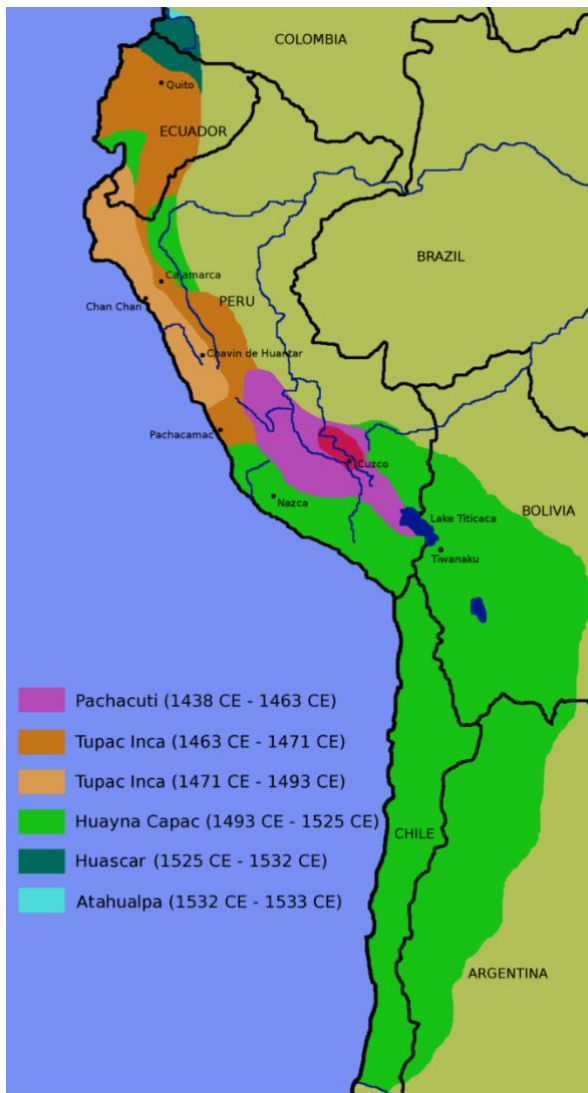 COLOMBIA
Quito
ECUADOR
BRAZIL
Cajamarca
PERU
Chan Chan
Chavin de Huantar
Pachacamac
Cuzco
Nazca
Lake Titicaca
BOLIVIA
Tiwanaku
Pachacuti (1438 CE - 1463 CE)
Tupac Inca (1463 CE - 1471 CE)
Tupac Inca (1471 CE - 1493 CE)
Huayna Capac (1493 CE - 1525 CE)
CHILE
Huascar (1525 CE - 1532 CE)
Atahualpa (1532 CE - 1533 CE)
ARGENTINA